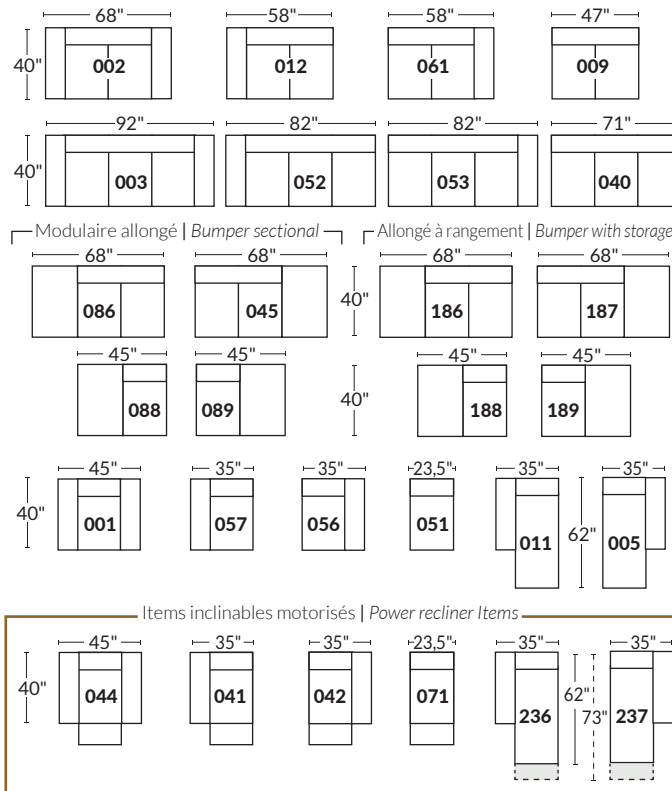 68" 58" 58" 47"
40" 002 012 061 009
92" 82" 82" 71"
40" 003 052 053 040
Modulaire allongé | Bumper sectional Allongé à rangement | Bumper with storage
68" 68" 68" 68"
086 045 40" 186 187
45" 45" 45" 45"
088 089 40" 188 189
45" 35" 35" 23,5" 35" 35"
40" 001 057 056 051 011 62" 005
Items inclinables motorisés | Power recliner Items
45" 35" 35" 23,5" 35" 35"
40" 044 041 042 071 236 62" 73" 237